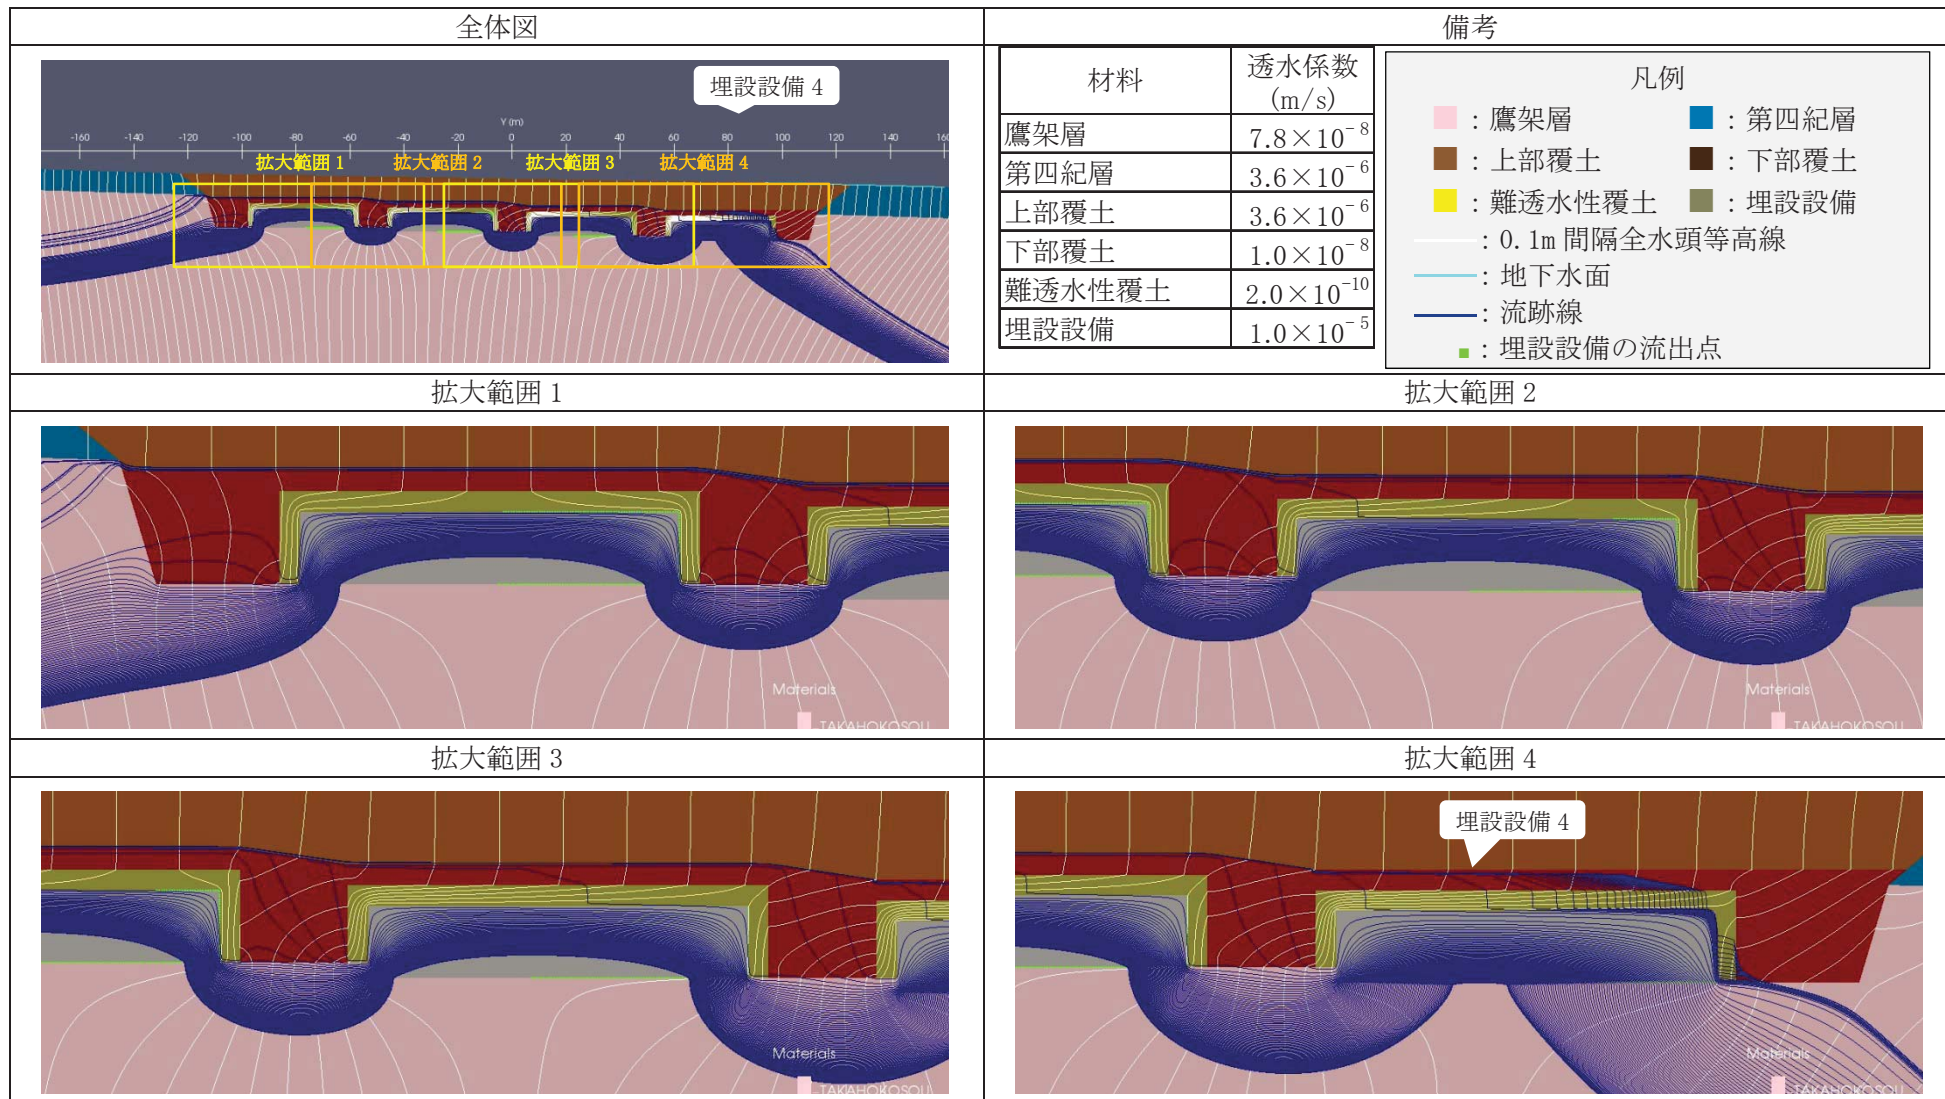 全体図
備考
埋設設備 4
Y (m)
-160 -140 -120 -100 -80 -60 -40 -20 0 20 40 60 80 100 120 140 160
拡大範囲 1 拡大範囲 2 拡大範囲 3 拡大範囲 4
材料 透水係数
(m/s)
鷹架層 7.8×10⁻⁸
第四紀層 3.6×10⁻⁶
上部覆土 3.6×10⁻⁶
下部覆土 1.0×10⁻⁸
難透水性覆土 2.0×10⁻¹⁰
埋設設備 1.0×10⁻⁵
凡例
：鷹架層 ：第四紀層
：上部覆土 ：下部覆土
：難透水性覆土 ：埋設設備
：0.1m 間隔全水頭等高線
：地下水面
：流跡線
：埋設設備の流出点
拡大範囲 1
拡大範囲 2
Materials
TAKAHOKOSOU
Materials
TAKAHOKOSOU
拡大範囲 3
拡大範囲 4
埋設設備 4
Materials
TAKAHOKOSOU
Materials
TAKAHOKOSOU